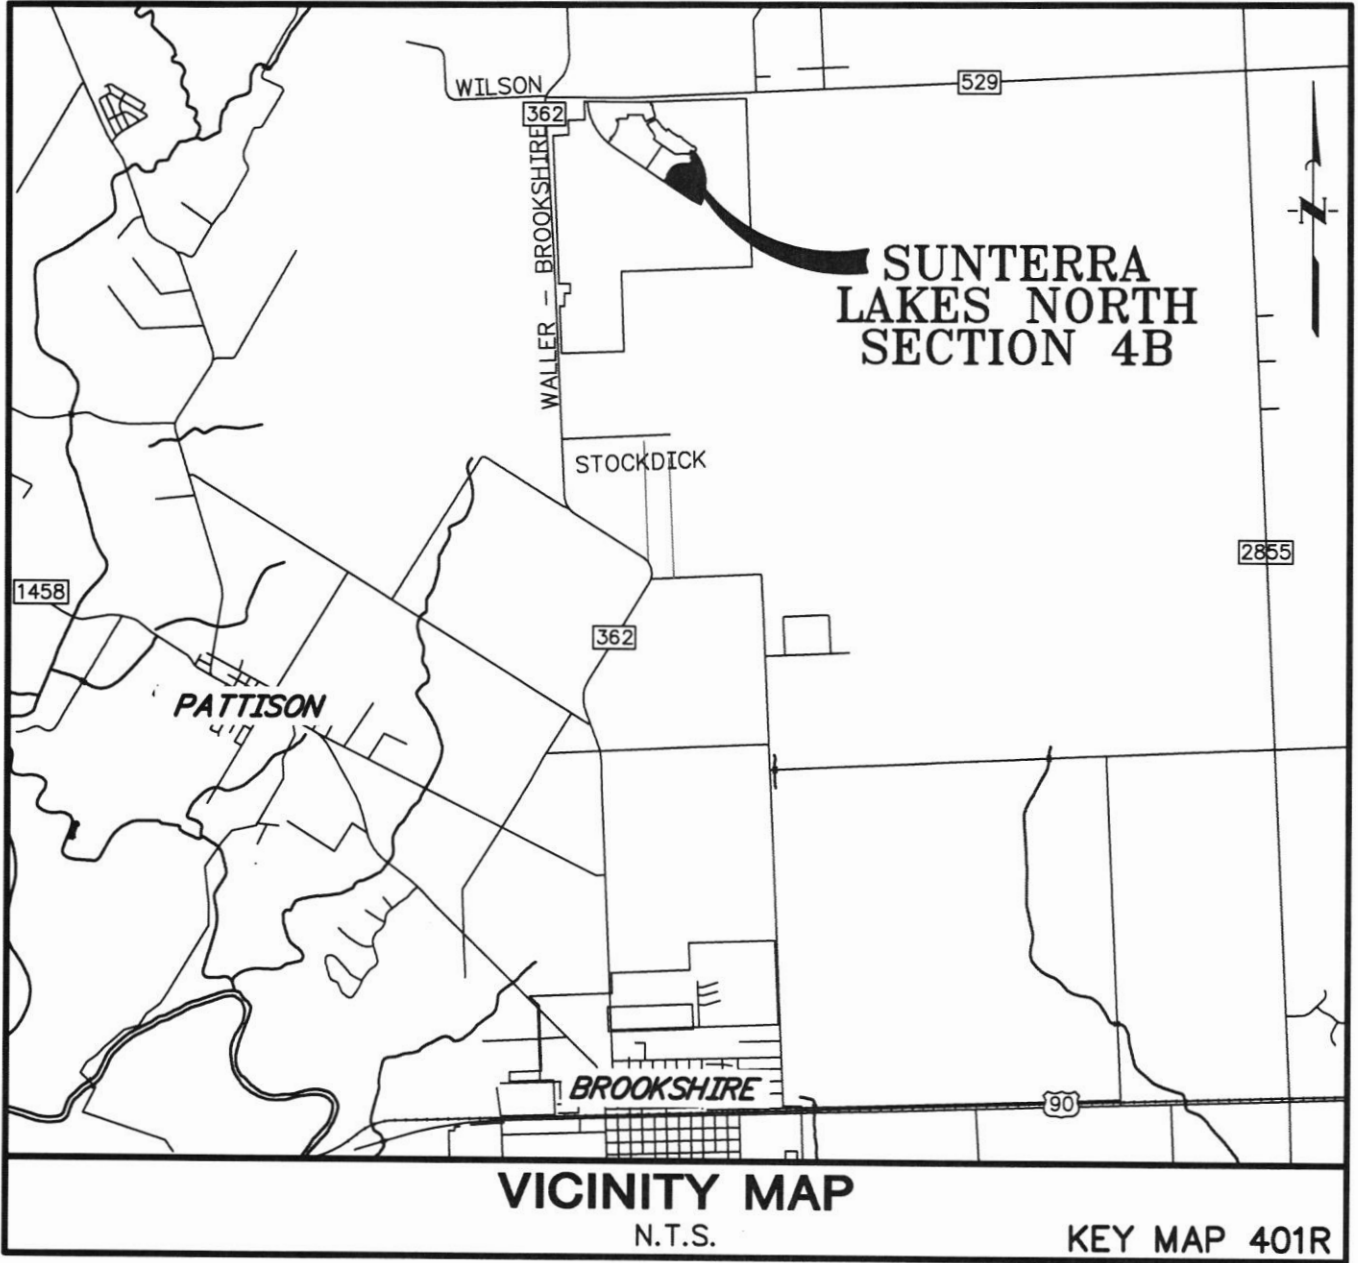 WILSON
529
362
WALLER - BROOKSHIRE
SUNTERRA
LAKES NORTH
SECTION 4B
N
STOCKDICK
2855
1458
362
PATTISON
BROOKSHIRE
90
VICINITY MAP
N.T.S.
KEY MAP 401R